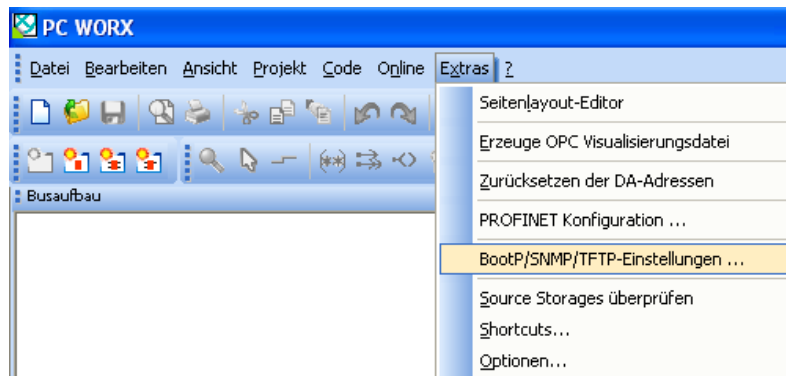 PC WORX
Datei Bearbeiten Ansicht Projekt Code Online Extras ?
Seitenlayout-Editor
Erzeuge OPC Visualisierungsdatei
Zurücksetzen der DA-Adressen
Busaufbau
PROFINET Konfiguration ...
BootP/SNMP/TFTP-Einstellungen ...
Source Storages überprüfen
Shortcuts...
Optionen...